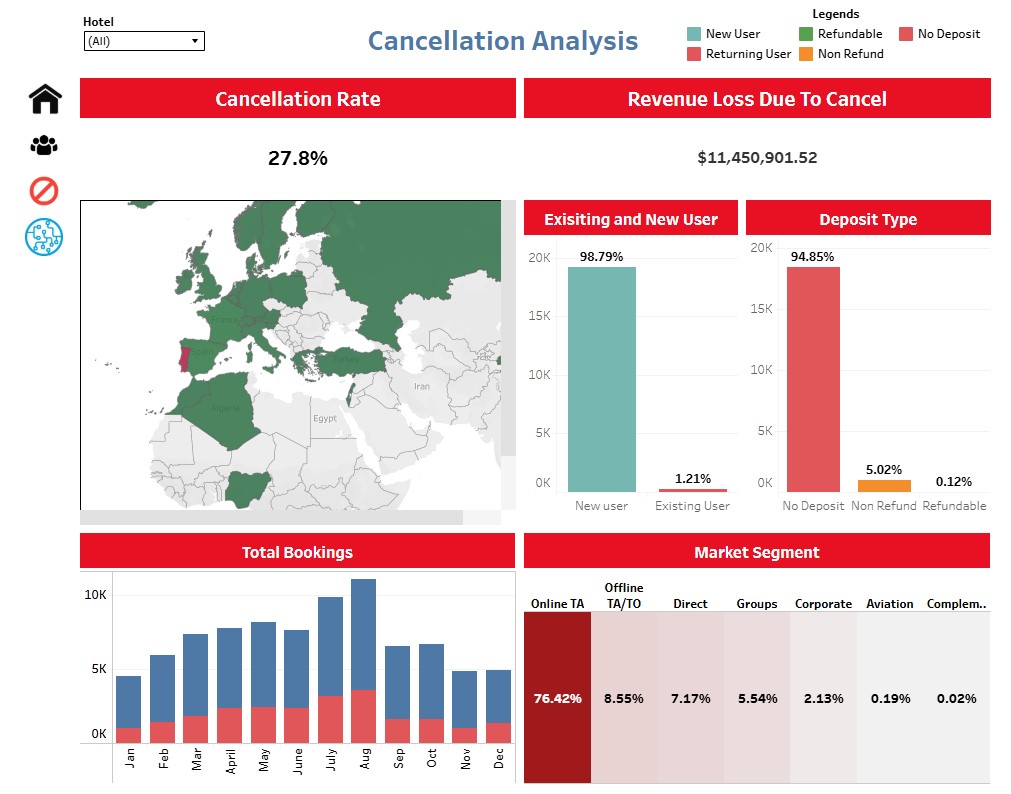 Hotel
(All)
Cancellation Analysis
Legends
New User
Refundable
No Deposit
Returning User
Non Refund
Cancellation Rate
Revenue Loss Due To Cancel
27.8%
$11,450,901.52
France
Turkey
Algeria
Egypt
Iran
Exisiting and New User
20K
15K
10K
5K
0K
98.79%
1.21%
New user
Existing User
Deposit Type
20K
15K
10K
5K
0K
94.85%
5.02%
0.12%
No Deposit
Non Refund
Refundable
Total Bookings
10K
5K
0K
Jan
Feb
Mar
April
May
June
July
Aug
Sep
Oct
Nov
Dec
Market Segment
Online TA
Offline
TA/TO
Direct
Groups
Corporate
Aviation
Complem..
76.42%
8.55%
7.17%
5.54%
2.13%
0.19%
0.02%